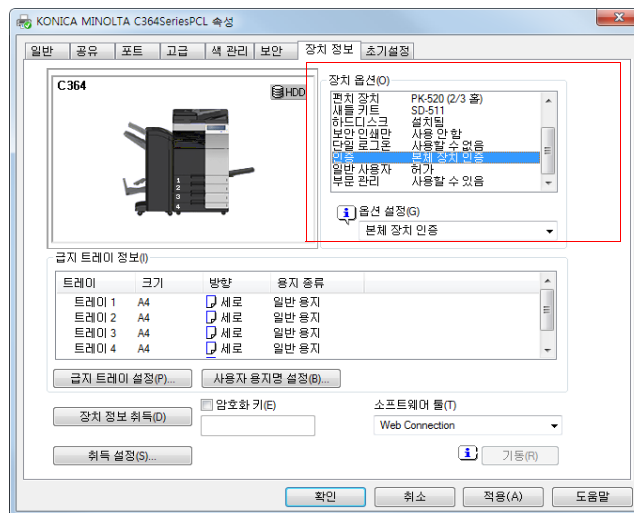 KONICA MINOLTA C364SeriesPCL 속성
일반 공유 포트 고급 색 관리 보안 장치 정보 초기설정
C364
HDD
1
2
3
4
장치 옵션(O)
펀치 장치 PK-520 (2/3 홀)
새들 키트 SD-511
하드디스크 설치됨
보안 인쇄만 사용 안 함
단일 로그온 사용할 수 없음
인증 본체 장치 인증
일반 사용자 허가
부문 관리 사용할 수 있음
옵션 설정(G)
본체 장치 인증
급지 트레이 정보(I)
트레이 크기 방향 용지 종류
트레이 1 A4 세로 일반 용지
트레이 2 A4 세로 일반 용지
트레이 3 A4 세로 일반 용지
트레이 4 A4 세로 일반 용지
급지 트레이 설정(P)... 사용자 용지명 설정(B)...
장치 정보 취득(D)
암호화 키(E)
소프트웨어 툴(T)
Web Connection
취득 설정(S)...
기동(R)
확인 취소 적용(A) 도움말